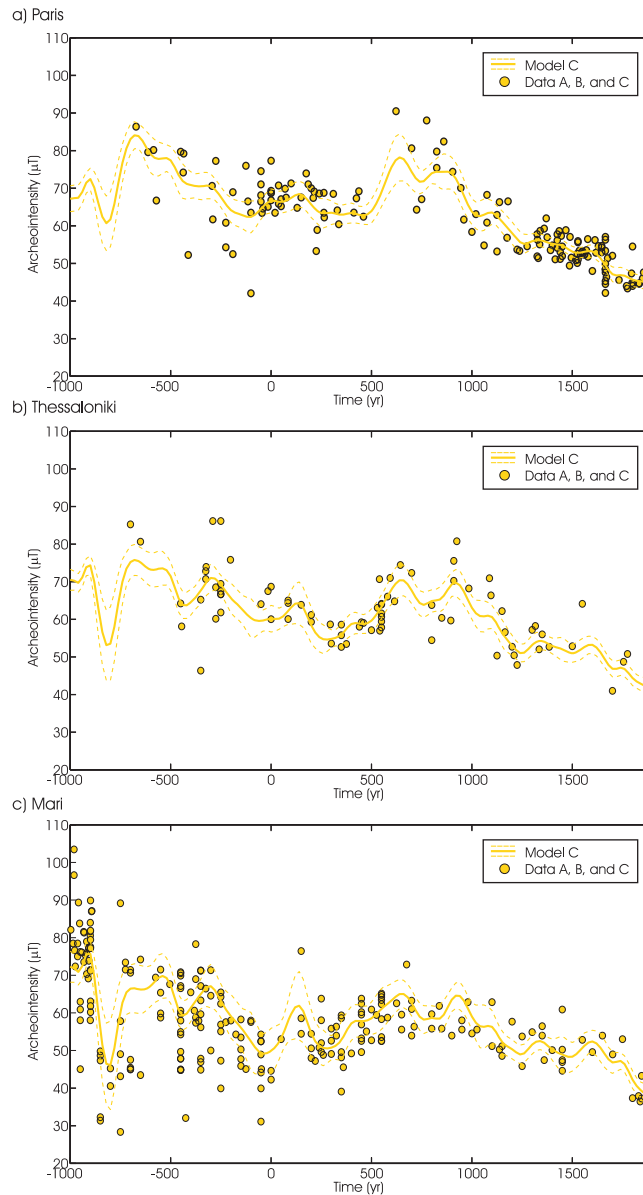 a) Paris
110
100
90
80
70
60
50
40
30
20
Archeointensity (μT)
Model C
Data A, B, and C
-1000 -500 0 500 1000 1500
Time (yr)
b) Thessaloniki
110
100
90
80
70
60
50
40
30
20
Archeointensity (μT)
Model C
Data A, B, and C
-1000 -500 0 500 1000 1500
Time (yr)
c) Mari
110
100
90
80
70
60
50
40
30
20
Archeointensity (μT)
Model C
Data A, B, and C
-1000 -500 0 500 1000 1500
Time (yr)